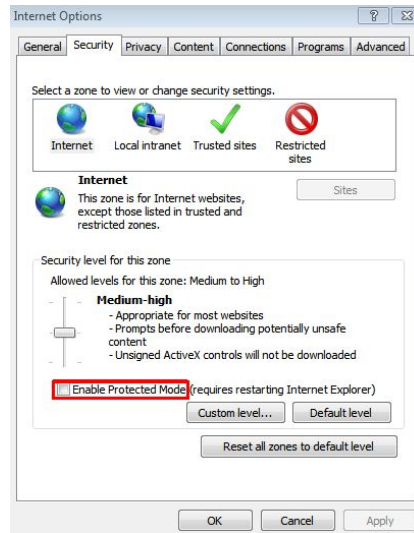 Internet Options
General Security Privacy Content Connections Programs Advanced
Select a zone to view or change security settings.
Internet Local intranet Trusted sites Restricted
sites
Internet
Sites
This zone is for Internet websites,
except those listed in trusted and
restricted zones.
Security level for this zone
Allowed levels for this zone: Medium to High
Medium-high
- Appropriate for most websites
- Prompts before downloading potentially unsafe
content
- Unsigned ActiveX controls will not be downloaded
Enable Protected Mode (requires restarting Internet Explorer)
Custom level... Default level
Reset all zones to default level
OK Cancel Apply